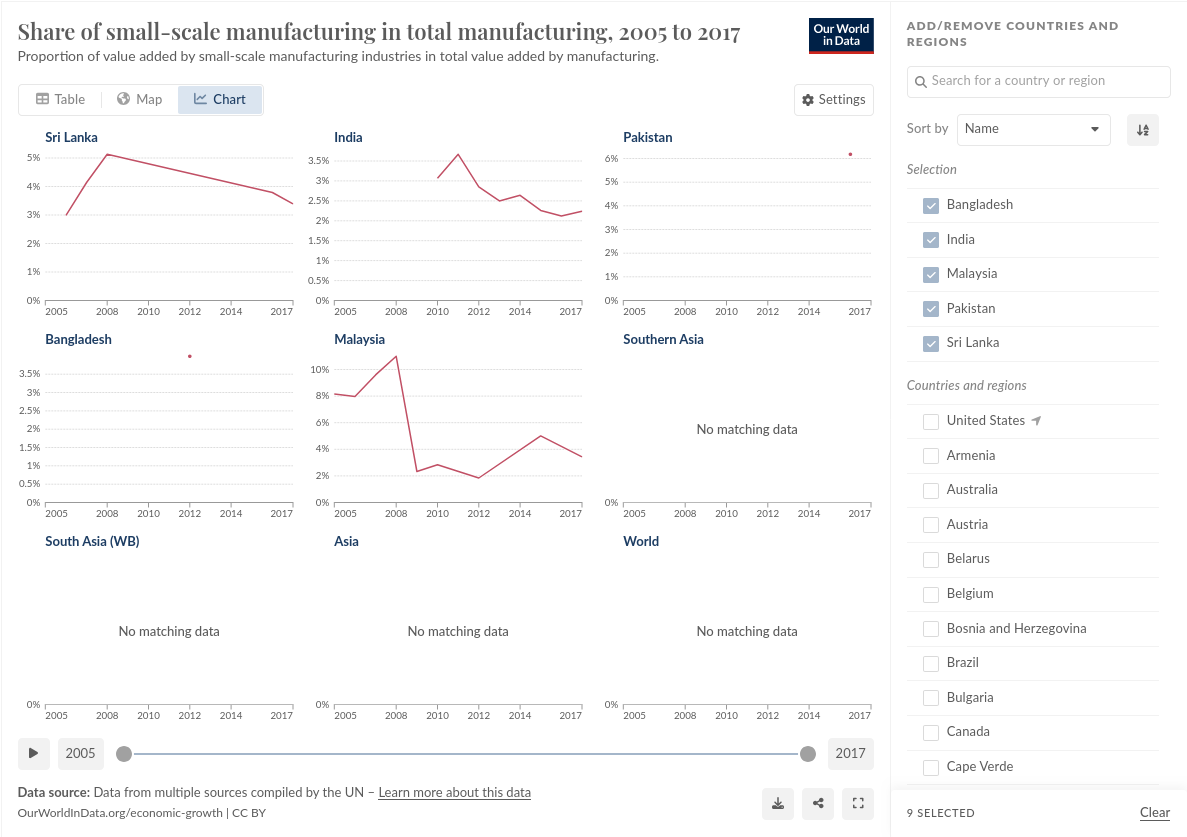 Share of small-scale manufacturing in total manufacturing, 2005 to 2017
Proportion of value added by small-scale manufacturing industries in total value added by manufacturing.
Our World
in Data
Table
Map
Chart
Settings
Sri Lanka
5%
4%
3%
2%
1%
0%
2005 2008 2010 2012 2014 2017
India
3.5%
3%
2.5%
2%
1.5%
1%
0.5%
0%
2005 2008 2010 2012 2014 2017
Pakistan
6%
5%
4%
3%
2%
1%
0%
2005 2008 2010 2012 2014 2017
Bangladesh
3.5%
3%
2.5%
2%
1.5%
1%
0.5%
0%
2005 2008 2010 2012 2014 2017
Malaysia
10%
8%
6%
4%
2%
0%
2005 2008 2010 2012 2014 2017
Southern Asia
No matching data
0%
2005 2008 2010 2012 2014 2017
South Asia (WB)
No matching data
0%
2005 2008 2010 2012 2014 2017
Asia
No matching data
0%
2005 2008 2010 2012 2014 2017
World
No matching data
0%
2005 2008 2010 2012 2014 2017
2005
2017
Data source: Data from multiple sources compiled by the UN – Learn more about this data
OurWorldInData.org/economic-growth | CC BY
ADD/REMOVE COUNTRIES AND
REGIONS
Search for a country or region
Sort by Name
Selection
Bangladesh
India
Malaysia
Pakistan
Sri Lanka
Countries and regions
United States
Armenia
Australia
Austria
Belarus
Belgium
Bosnia and Herzegovina
Brazil
Bulgaria
Canada
Cape Verde
9 SELECTED
Clear